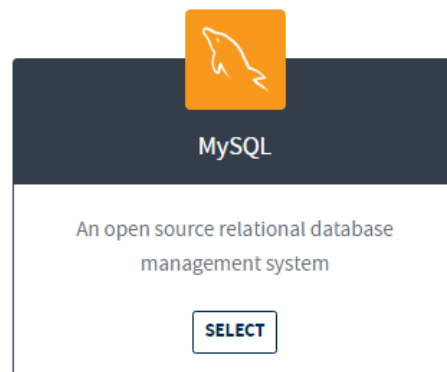 MySQL
An open source relational database
management system
SELECT